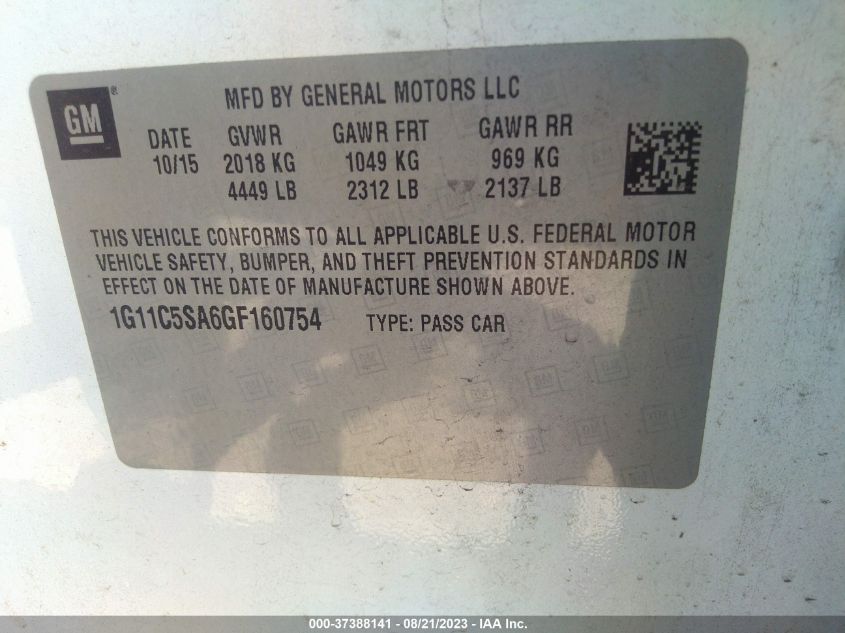 GM ®
MFD BY GENERAL MOTORS LLC
DATE GVWR GAWR FRT GAWR RR
10/15 2018 KG 1049 KG 969 KG
4449 LB 2312 LB 2137 LB
THIS VEHICLE CONFORMS TO ALL APPLICABLE U.S. FEDERAL MOTOR
VEHICLE SAFETY, BUMPER, AND THEFT PREVENTION STANDARDS IN
EFFECT ON THE DATE OF MANUFACTURE SHOWN ABOVE.
1G11C5SA6GF160754 TYPE: PASS CAR
000-37388141 - 08/21/2023 - IAA Inc.